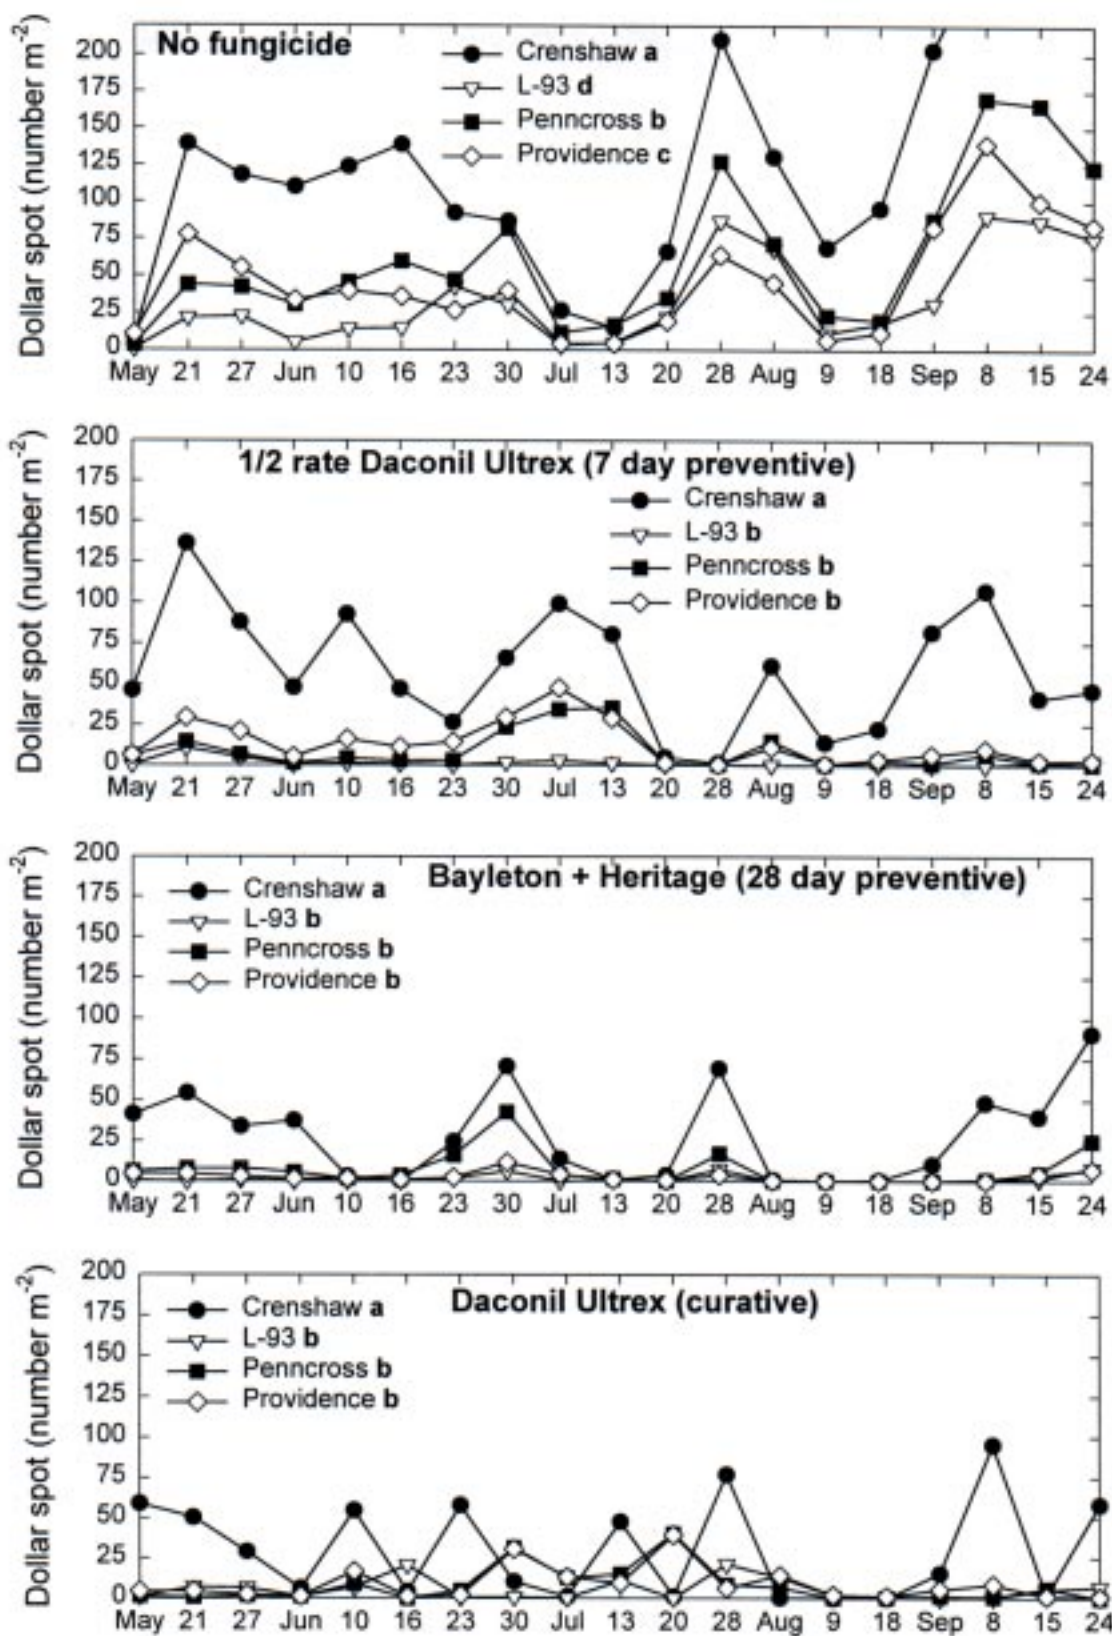 No fungicide
Crenshaw a
L-93 d
Penncross b
Providence c
Dollar spot (number m-2)
200
175
150
125
100
75
50
25
0
May 21 27 Jun 10 16 23 30 Jul 13 20 28 Aug 9 18 Sep 8 15 24
1/2 rate Daconil Ultrex (7 day preventive)
Crenshaw a
L-93 b
Penncross b
Providence b
Dollar spot (number m-2)
200
175
150
125
100
75
50
25
0
May 21 27 Jun 10 16 23 30 Jul 13 20 28 Aug 9 18 Sep 8 15 24
Bayleton + Heritage (28 day preventive)
Crenshaw a
L-93 b
Penncross b
Providence b
Dollar spot (number m-2)
200
175
150
125
100
75
50
25
0
May 21 27 Jun 10 16 23 30 Jul 13 20 28 Aug 9 18 Sep 8 15 24
Daconil Ultrex (curative)
Crenshaw a
L-93 b
Penncross b
Providence b
Dollar spot (number m-2)
200
175
150
125
100
75
50
25
0
May 21 27 Jun 10 16 23 30 Jul 13 20 28 Aug 9 18 Sep 8 15 24